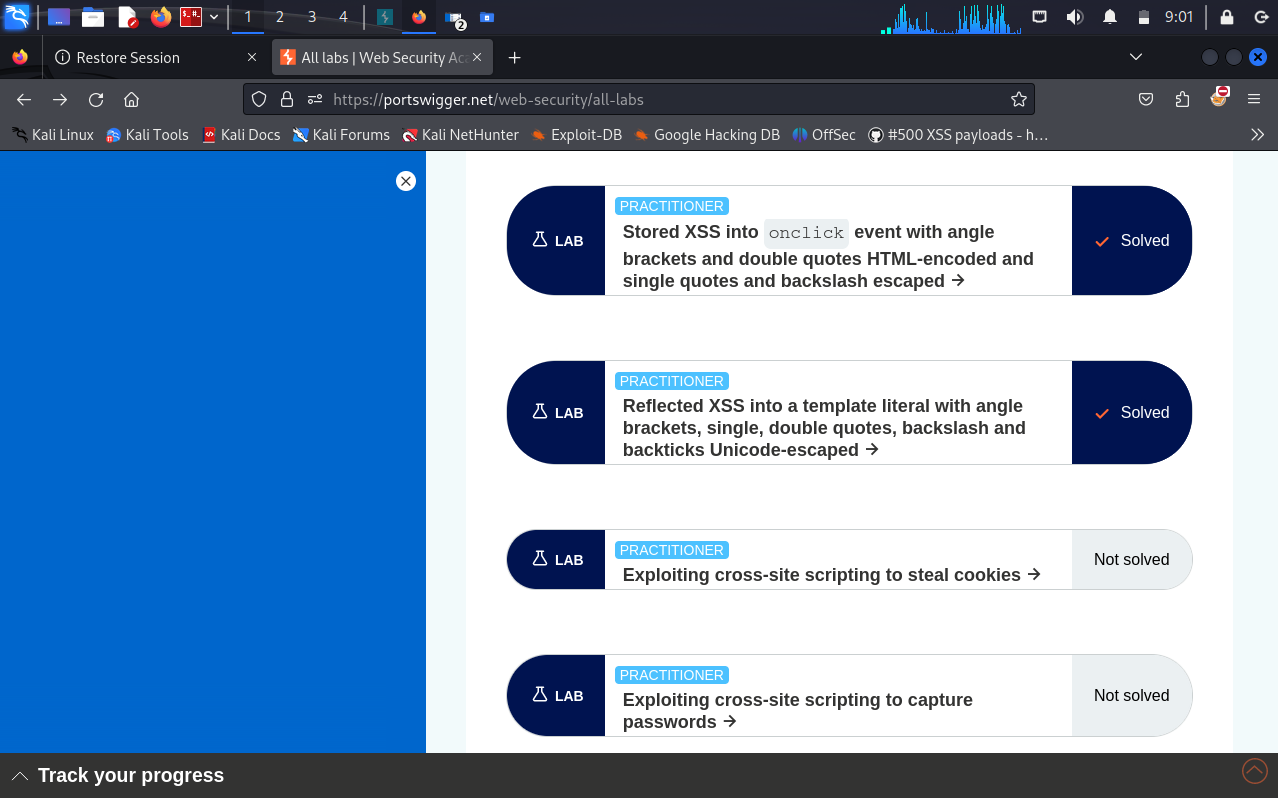 1 2 3 4 2 9:01
Restore Session
All labs | Web Security Aca
https://portswigger.net/web-security/all-labs
Kali Linux Kali Tools Kali Docs Kali Forums Kali NetHunter Exploit-DB Google Hacking DB OffSec #500 XSS payloads - h…
PRACTITIONER
LAB
Stored XSS into onclick event with angle
brackets and double quotes HTML-encoded and
single quotes and backslash escaped
Solved
PRACTITIONER
LAB
Reflected XSS into a template literal with angle
brackets, single, double quotes, backslash and
backticks Unicode-escaped
Solved
PRACTITIONER
LAB
Exploiting cross-site scripting to steal cookies
Not solved
PRACTITIONER
LAB
Exploiting cross-site scripting to capture
passwords
Not solved
Track your progress